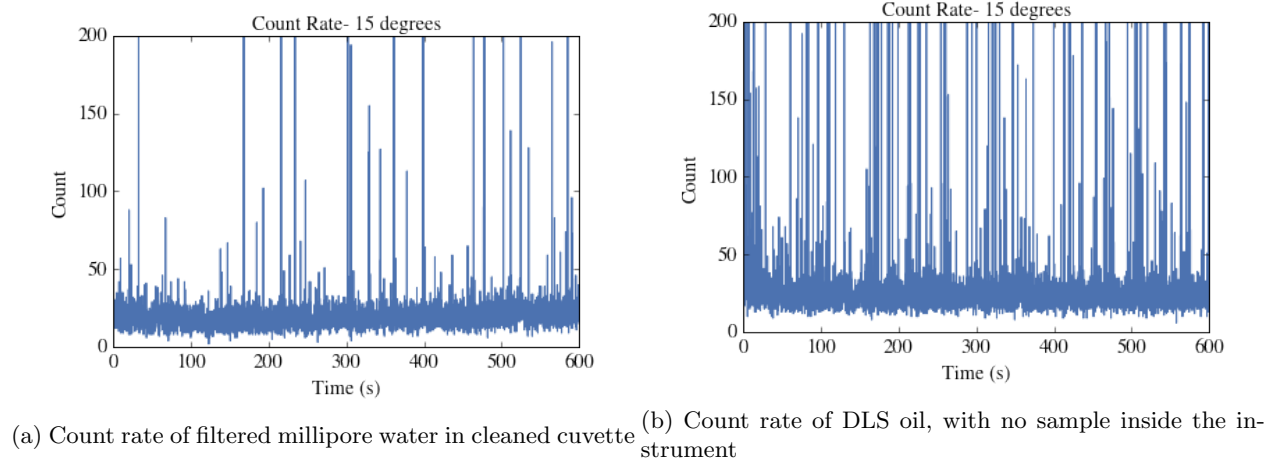 Count Rate- 15 degrees
200
150
100
50
0
Count
0
100
200
300
400
500
600
Time (s)
(a) Count rate of filtered millipore water in cleaned cuvette
Count Rate- 15 degrees
200
150
100
50
0
Count
0
100
200
300
400
500
600
Time (s)
(b) Count rate of DLS oil, with no sample inside the in-
strument